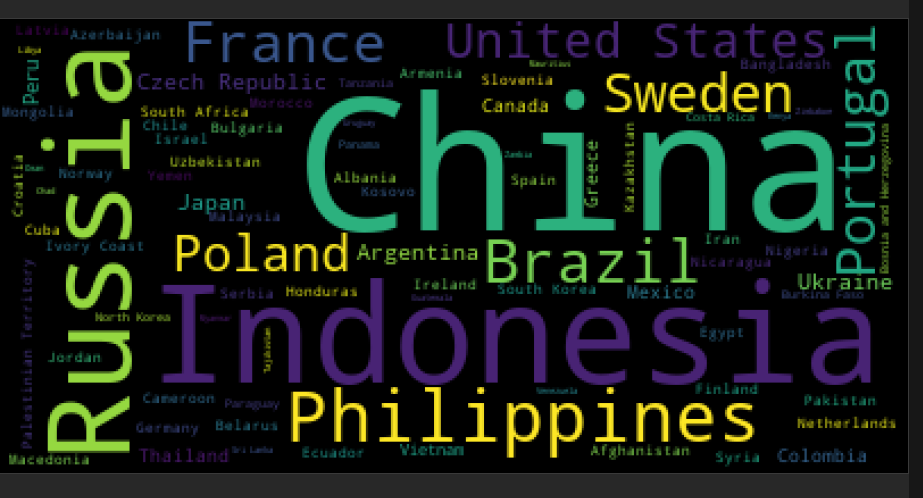 Latvia
Azerbaijan
France
United States
Portugal
Libya
Russia
Peru
Czech Republic
Tanzania
Armenia
Mauritius
Slovenia
Bangladesh
Sweden
Mongolia
South Africa
Morocco
Canada
China
Costa Rica
Kenya
Zimbabwe
Chile
Bulgaria
Uruguay
Israel
Panama
Greece
Kazakhstan
Bosnia and Herzegovina
Croatia
Oman
Norway
Uzbekistan
Yemen
Zambia
Chad
Albania
Kosovo
Spain
Japan
Malaysia
Cuba
Ivory Coast
Poland
Argentina
Brazil
Iran
Nicaragua
Nigeria
Ukraine
Palestinian Territory
Serbia
Honduras
Ireland
Guatemala
South Korea
Mexico
Burkina Faso
Indonesia
North Korea
Myanmar
Tajikistan
Egypt
Jordan
Cameroon
Paraguay
Philippines
Venezuela
Finland
Pakistan
Germany
Belarus
Netherlands
Macedonia
Thailand
Sri Lanka
Ecuador
Vietnam
Afghanistan
Syria
Colombia